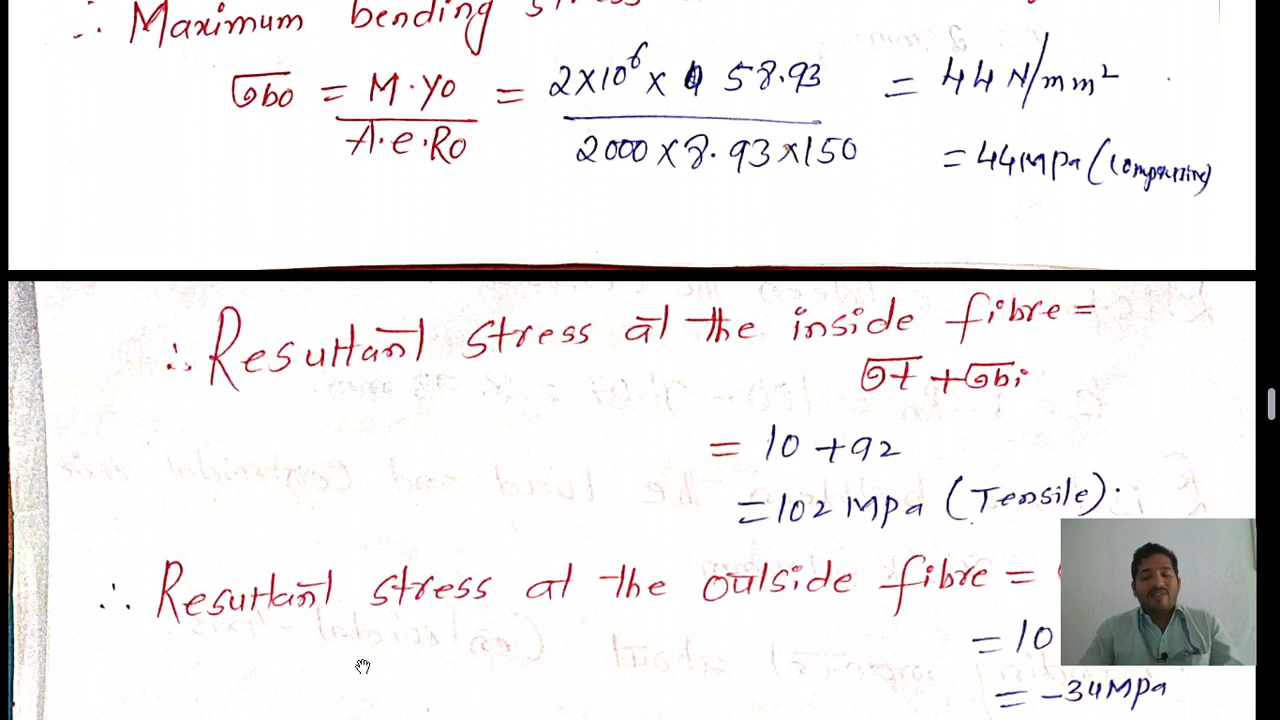 ∴ Maximum bending stress
σbo = M·yo / A·e·Ro = 2×10⁶ × 58.93 / 2000 × 8.93 × 150 = 44 N/mm²
= 44 MPa (compressive)
∴ Resultant stress at the inside fibre =
σt + σbi
= 10 + 92
= 102 MPa (Tensile).
∴ Resultant stress at the outside fibre =
= 10
= -34 MPa